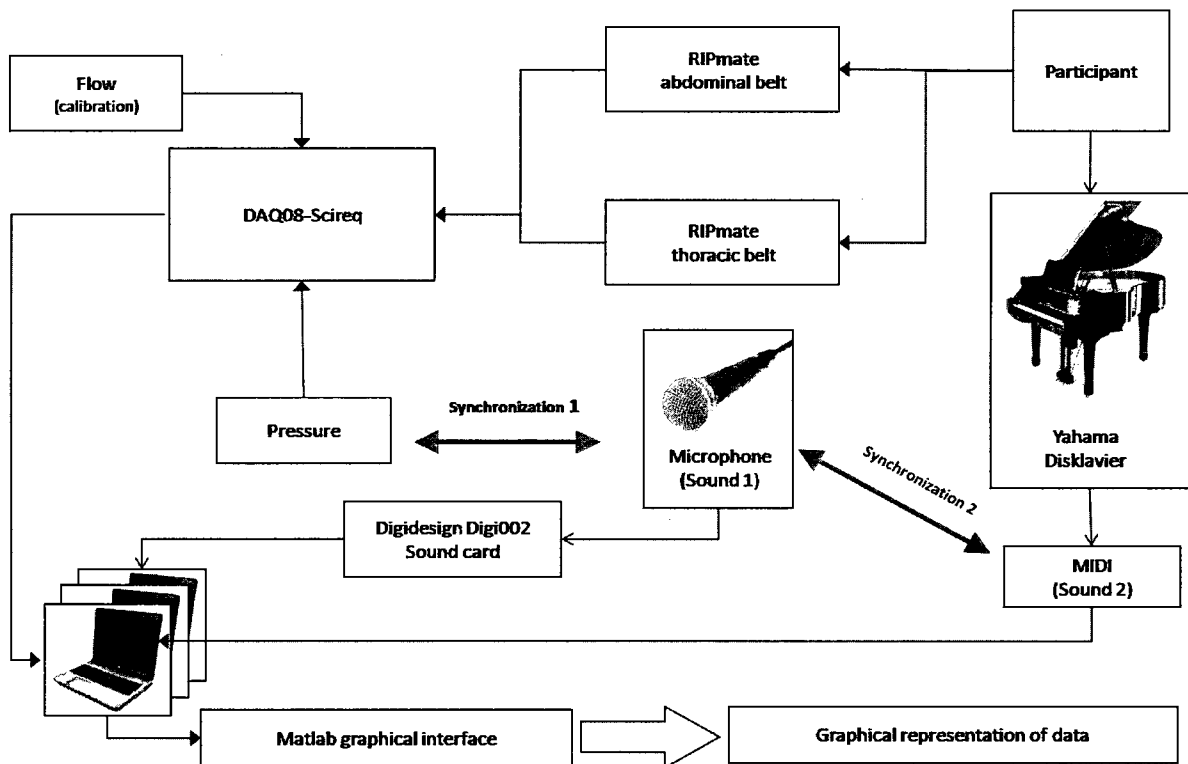 Flow
(calibration)
RIPmate
abdominal belt
Participant
DAQ08-Scireq
RIPmate
thoracic belt
Synchronization 1
Pressure
Microphone
(Sound 1)
Synchronization 2
Yahama
Disklavier
Digidesign Digi002
Sound card
MIDI
(Sound 2)
Matlab graphical interface
Graphical representation of data